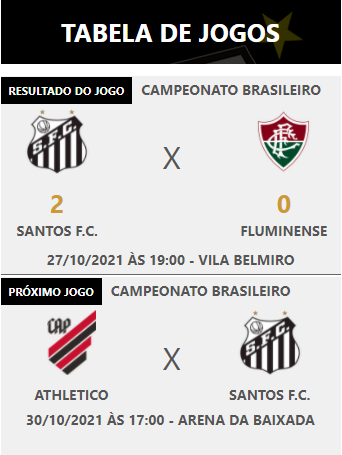 TABELA DE JOGOS
RESULTADO DO JOGO CAMPEONATO BRASILEIRO
S.F.C.
X
2 0
SANTOS F.C. FLUMINENSE
27/10/2021 ÀS 19:00 - VILA BELMIRO
PRÓXIMO JOGO CAMPEONATO BRASILEIRO
CAP S.F.C.
X
ATHLETICO SANTOS F.C.
30/10/2021 ÀS 17:00 - ARENA DA BAIXADA